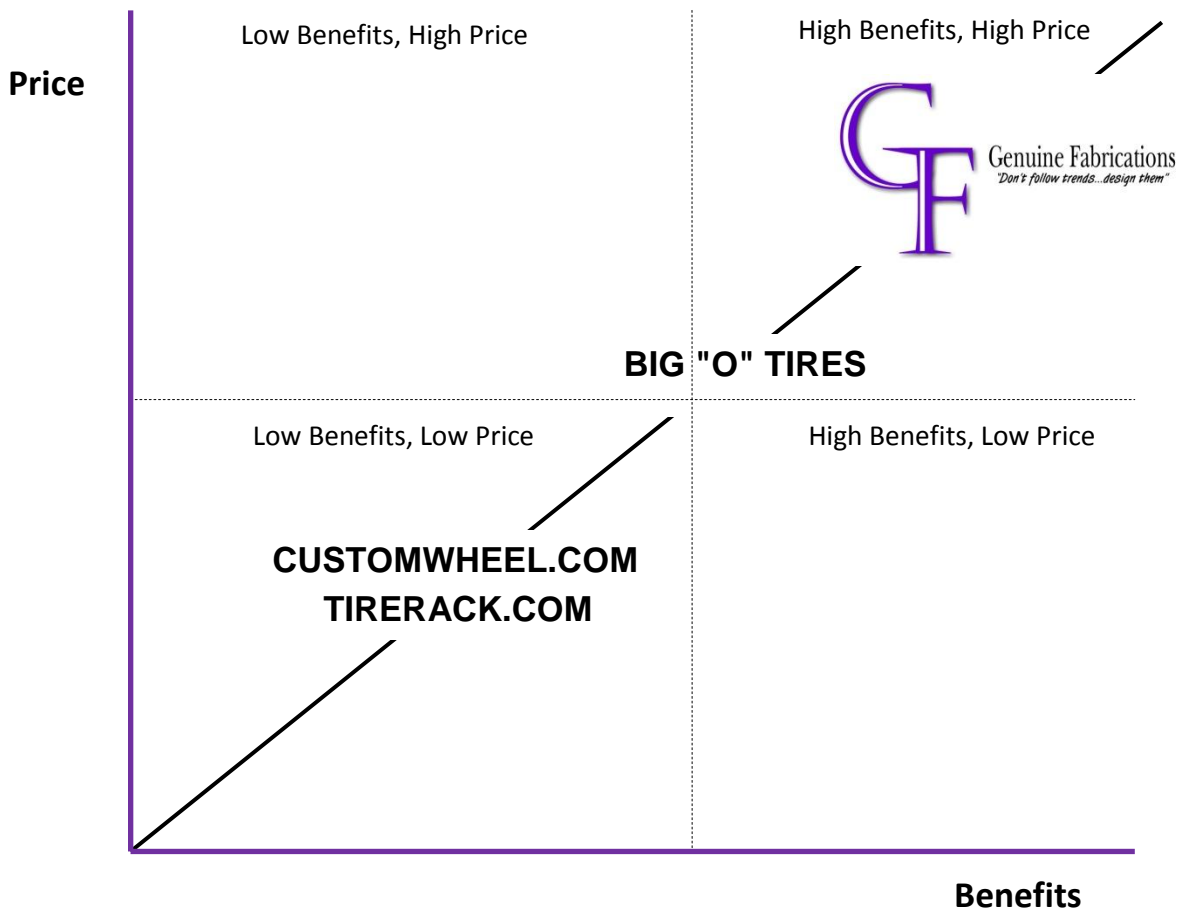 Low Benefits, High Price
High Benefits, High Price
Price
GF
Genuine Fabrications
"Don't follow trends...design them"
BIG "O" TIRES
Low Benefits, Low Price
High Benefits, Low Price
CUSTOMWHEEL.COM
TIRERACK.COM
Benefits